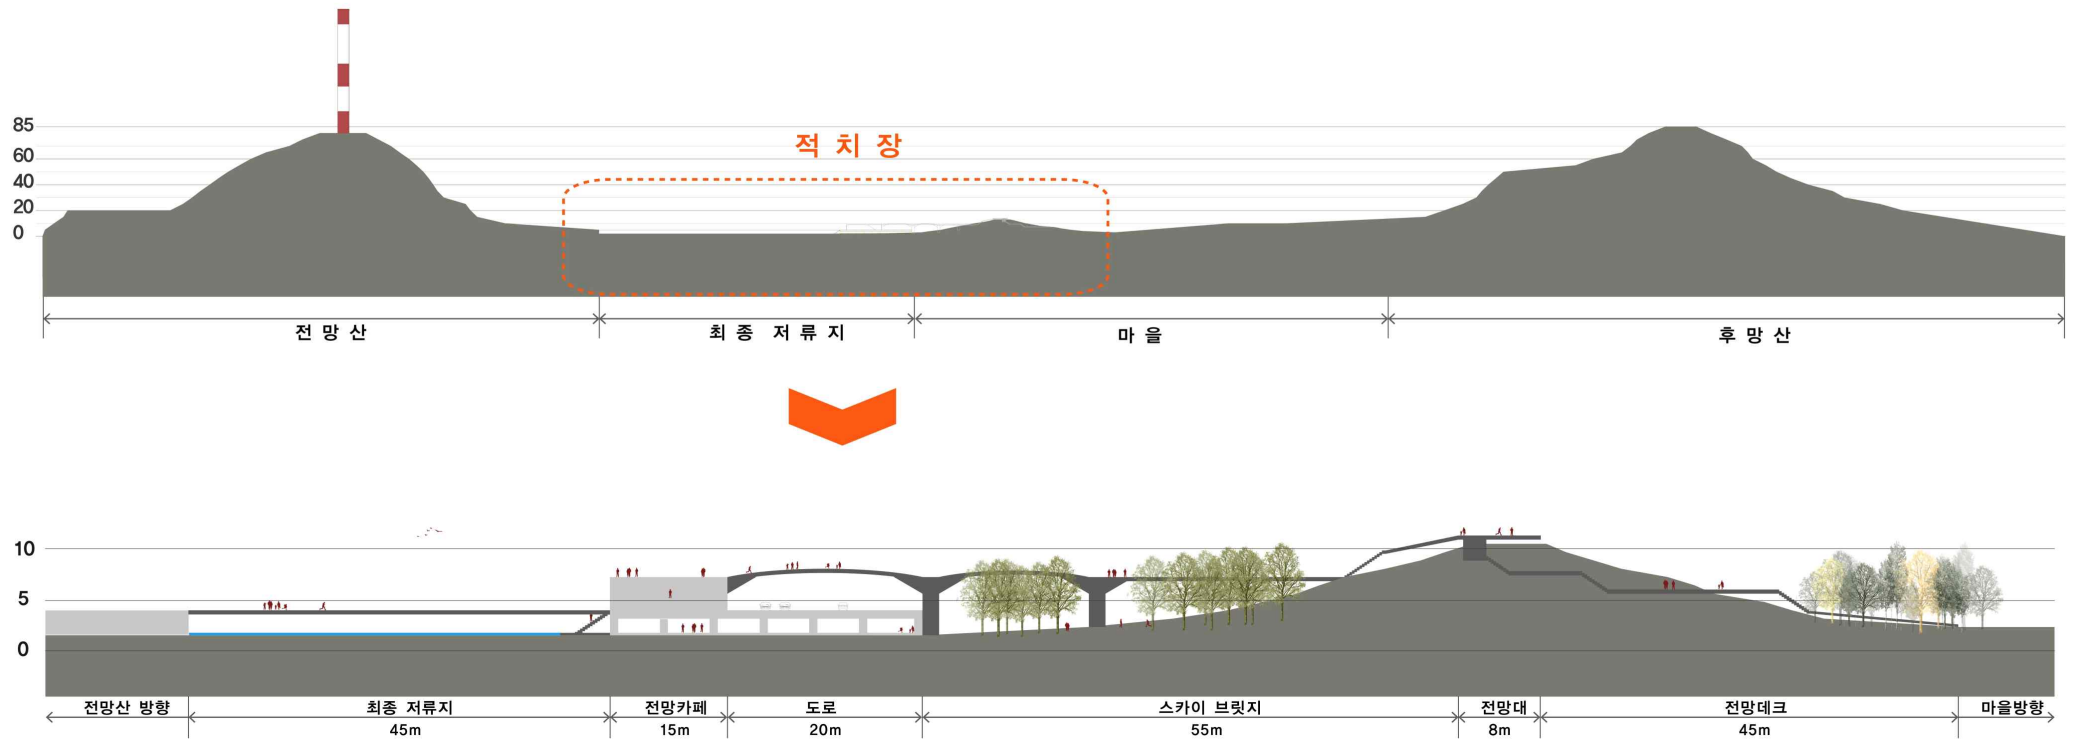 적 치 장
85
60
40
20
0
전 망 산
최 종 저 류 지
마 을
후 망 산
10
5
0
전망산 방향
최종 저류지
전망카페
도로
스카이 브릿지
전망대
전망데크
마을방향
45m
15m
20m
55m
8m
45m